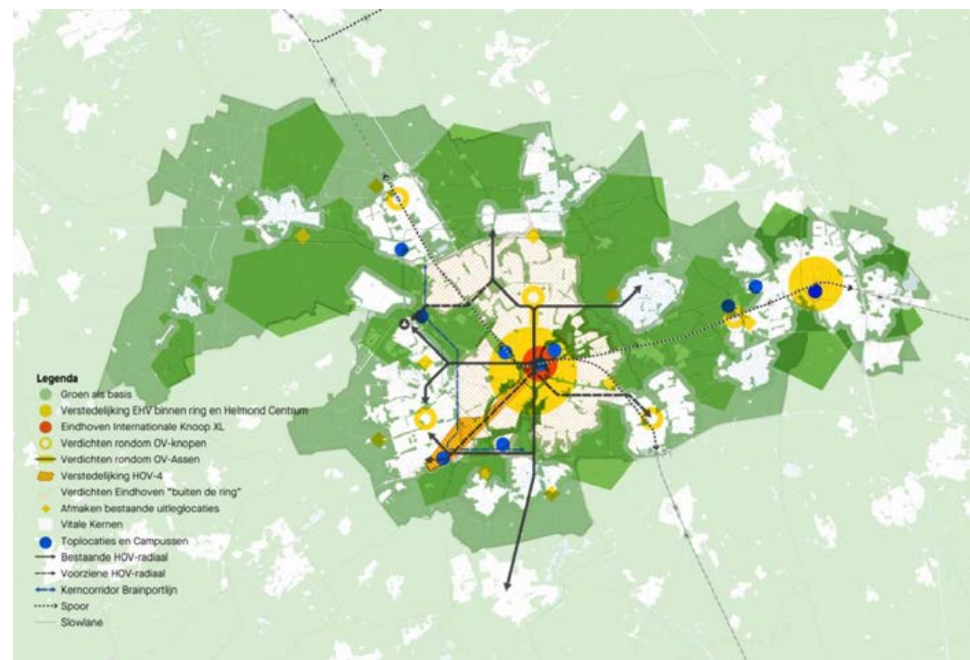 Legenda
Groen als basis
Verstedelijking EHV binnen ring en Helmond Centsum
Eindhoven Internationale Knoop XL
Verdichten rondom OV-knopen
Verdichten rondom OV-Assen
Verstedelijking HOV-4
Verdichten Eindhoven "buiten de ring"
Afmaken bestaande uitleglocaties
Vitale Kernen
Toplocaties en Campussen
Bestaande HOV-radiaal
Voorziene HOV-radiaal
Kerncorridor Brainportlijn
Spoor
Slowlane